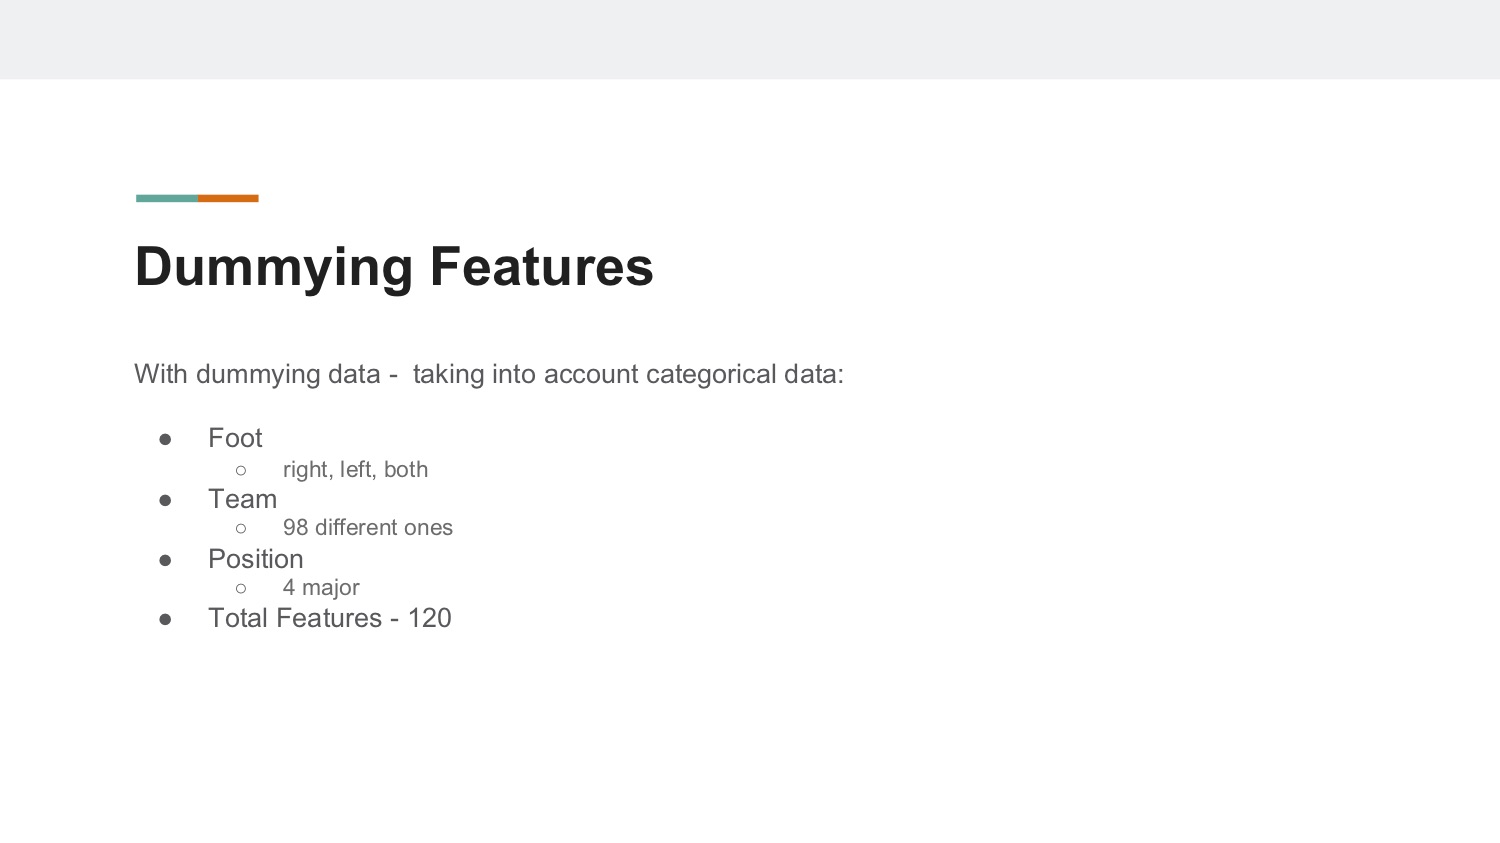 Dummying Features
With dummying data -  taking into account categorical data:
● Foot
○ right, left, both
● Team
○ 98 different ones
● Position
○ 4 major
● Total Features - 120